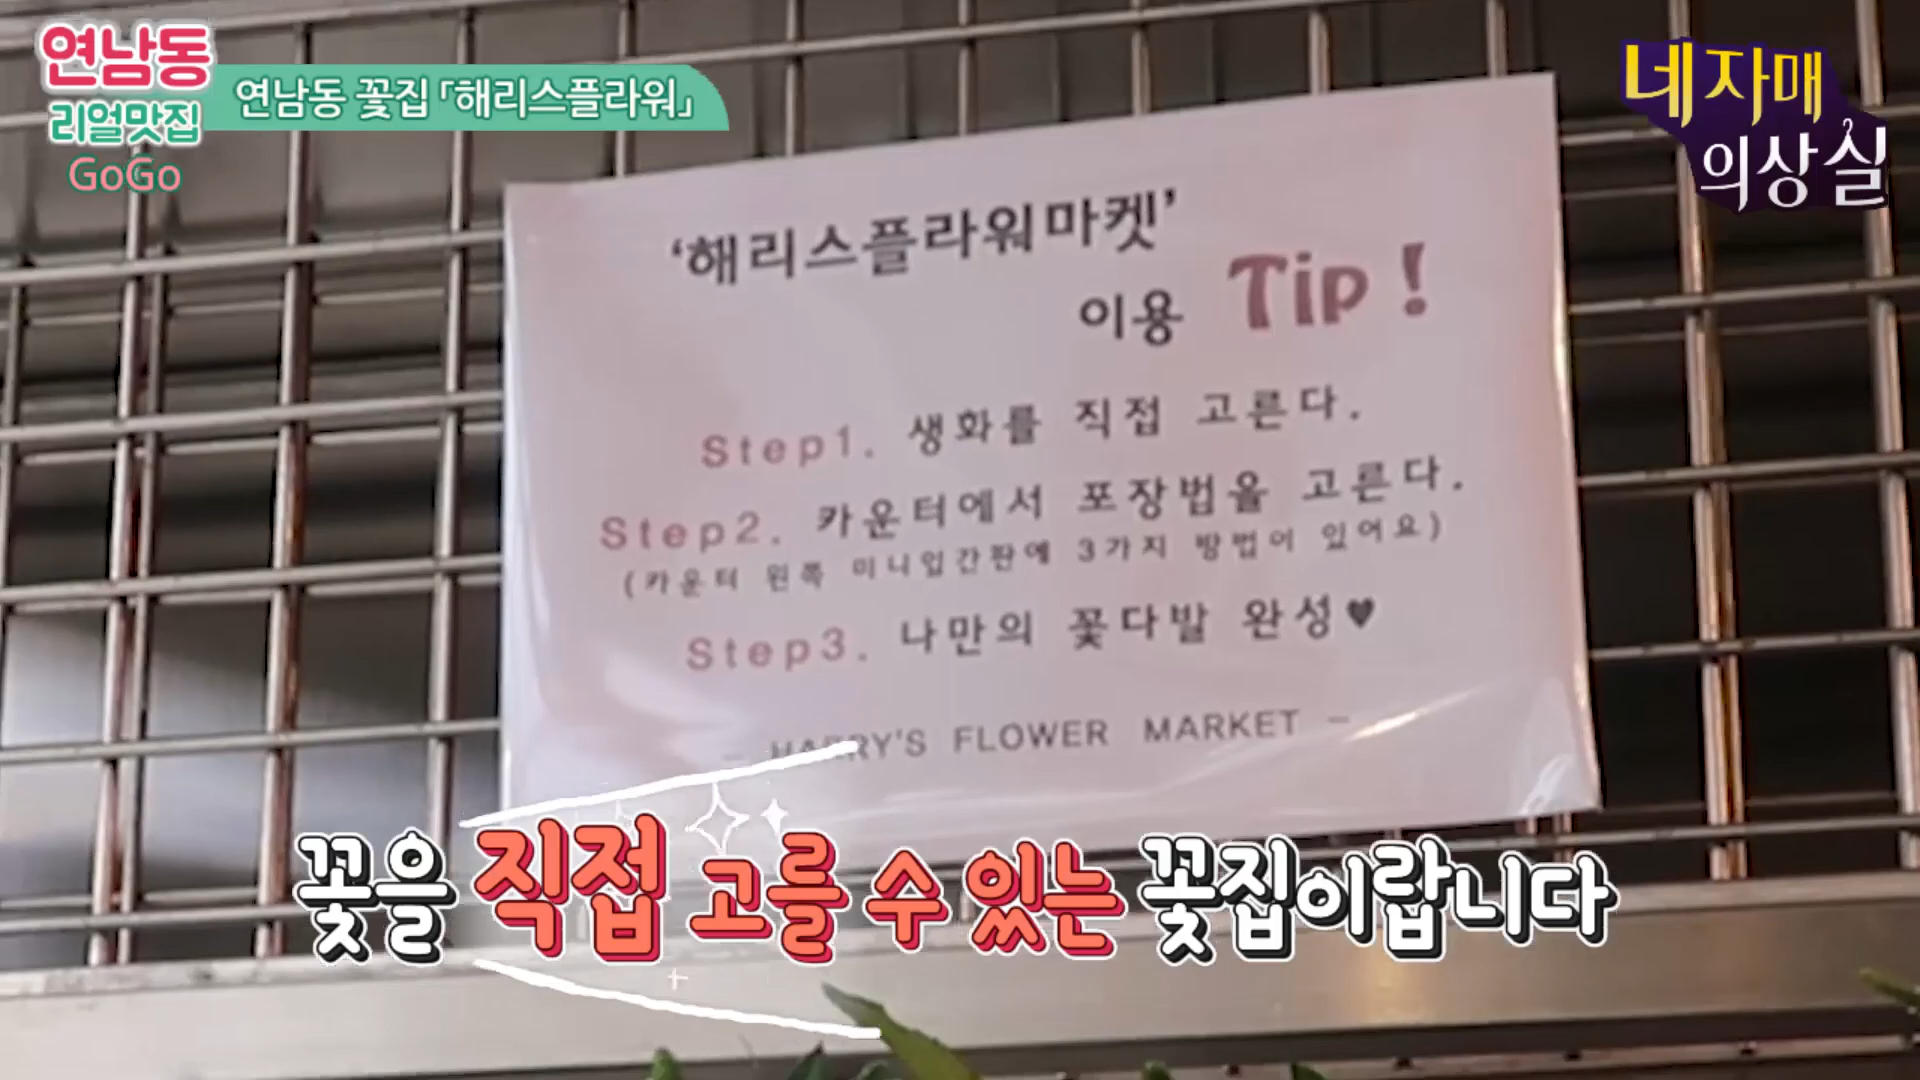 연남동
리얼맛집
GoGo
연남동 꽃집 「해리스플라워」
네자매
의상실
‘해리스플라워마켓’
이용 Tip !
Step1. 생화를 직접 고른다.
Step2. 카운터에서 포장법을 고른다.
(카운터 왼쪽 미니입간판에 3가지 방법이 있어요)
Step3. 나만의 꽃다발 완성♥
- HARRY'S FLOWER MARKET -
꽃을 직접 고를 수 있는 꽃집이랍니다